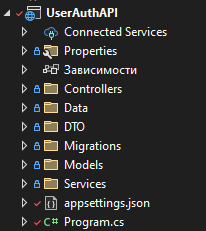 UserAuthAPI
Connected Services
Properties
Зависимости
Controllers
Data
DTO
Migrations
Models
Services
appsettings.json
C# Program.cs